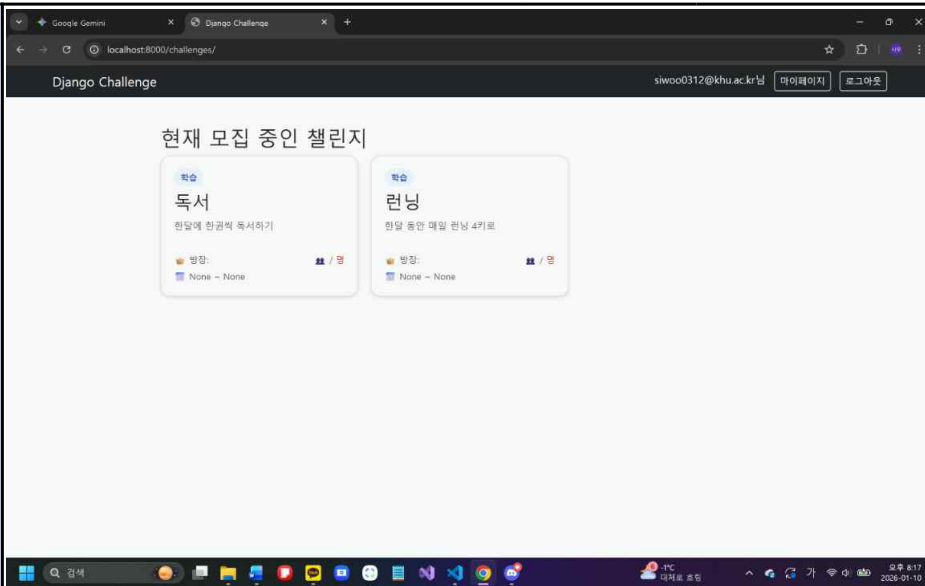 Google Gemini
Django Challenge
localhost:8000/challenges/
Django Challenge
siwoo0312@khu.ac.kr님 마이페이지 로그아웃
현재 모집 중인 챌린지
학습
독서
한달에 한권씩 독서하기
방장: / 명
None ~ None
학습
런닝
한달 동안 매일 런닝 4키로
방장: / 명
None ~ None
검색
-1°C
대체로 흐림
가
오후 8:17
2026-01-10